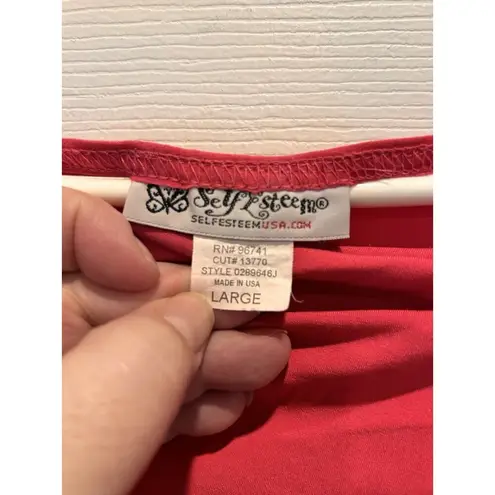 Self Esteem®
SELFESTEEMUSA.COM
RN# 96741
CUT# 13770
STYLE 0289646J
MADE IN USA
LARGE